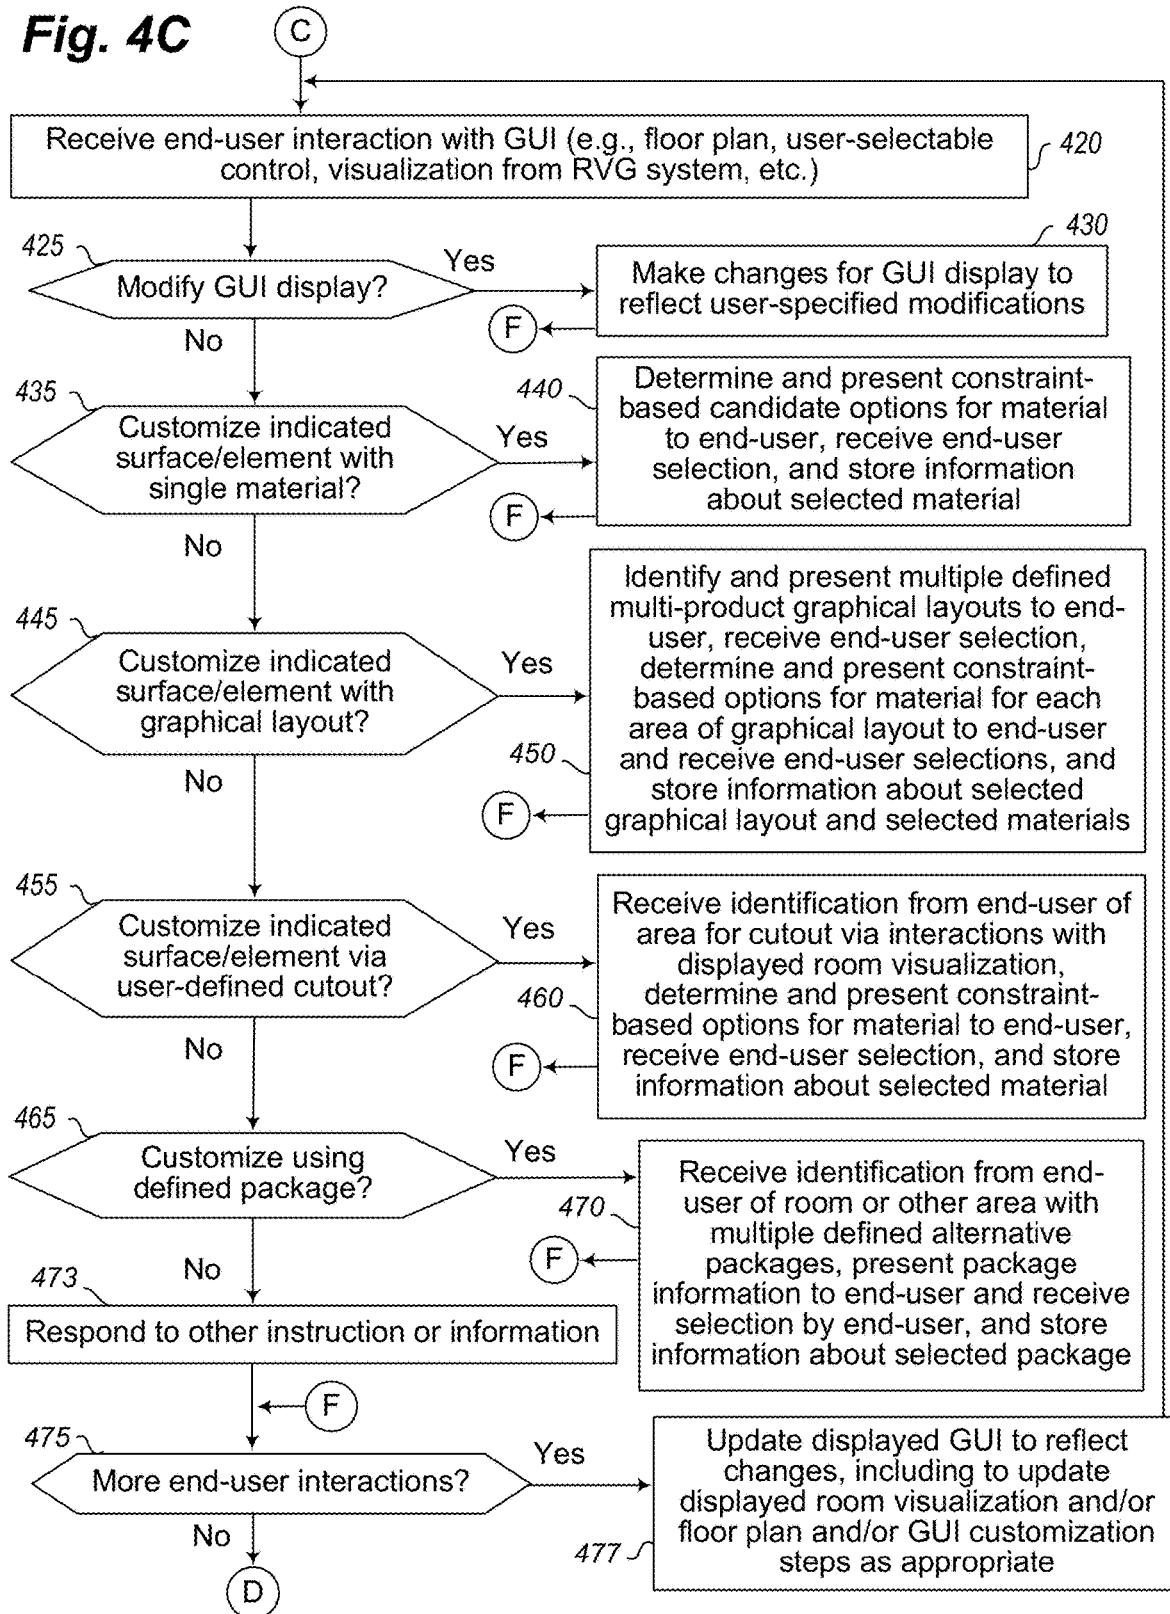 Fig. 4C
C
Receive end-user interaction with GUI (e.g., floor plan, user-selectable
control, visualization from RVG system, etc.)
420
425
Modify GUI display?
Yes
No
430
Make changes for GUI display to
reflect user-specified modifications
F
435
Customize indicated
surface/element with
single material?
Yes
No
440
Determine and present constraint-
based candidate options for material
to end-user, receive end-user
selection, and store information
about selected material
F
445
Customize indicated
surface/element with
graphical layout?
Yes
No
450
Identify and present multiple defined
multi-product graphical layouts to end-
user, receive end-user selection,
determine and present constraint-
based options for material for each
area of graphical layout to end-user
and receive end-user selections, and
store information about selected
graphical layout and selected materials
F
455
Customize indicated
surface/element via
user-defined cutout?
Yes
No
460
Receive identification from end-user of
area for cutout via interactions with
displayed room visualization,
determine and present constraint-
based options for material to end-user,
receive end-user selection, and store
information about selected material
F
465
Customize using
defined package?
Yes
No
470
Receive identification from end-
user of room or other area with
multiple defined alternative
packages, present package
information to end-user and receive
selection by end-user, and store
information about selected package
F
473
Respond to other instruction or information
F
475
More end-user interactions?
Yes
No
477
Update displayed GUI to reflect
changes, including to update
displayed room visualization and/or
floor plan and/or GUI customization
steps as appropriate
D